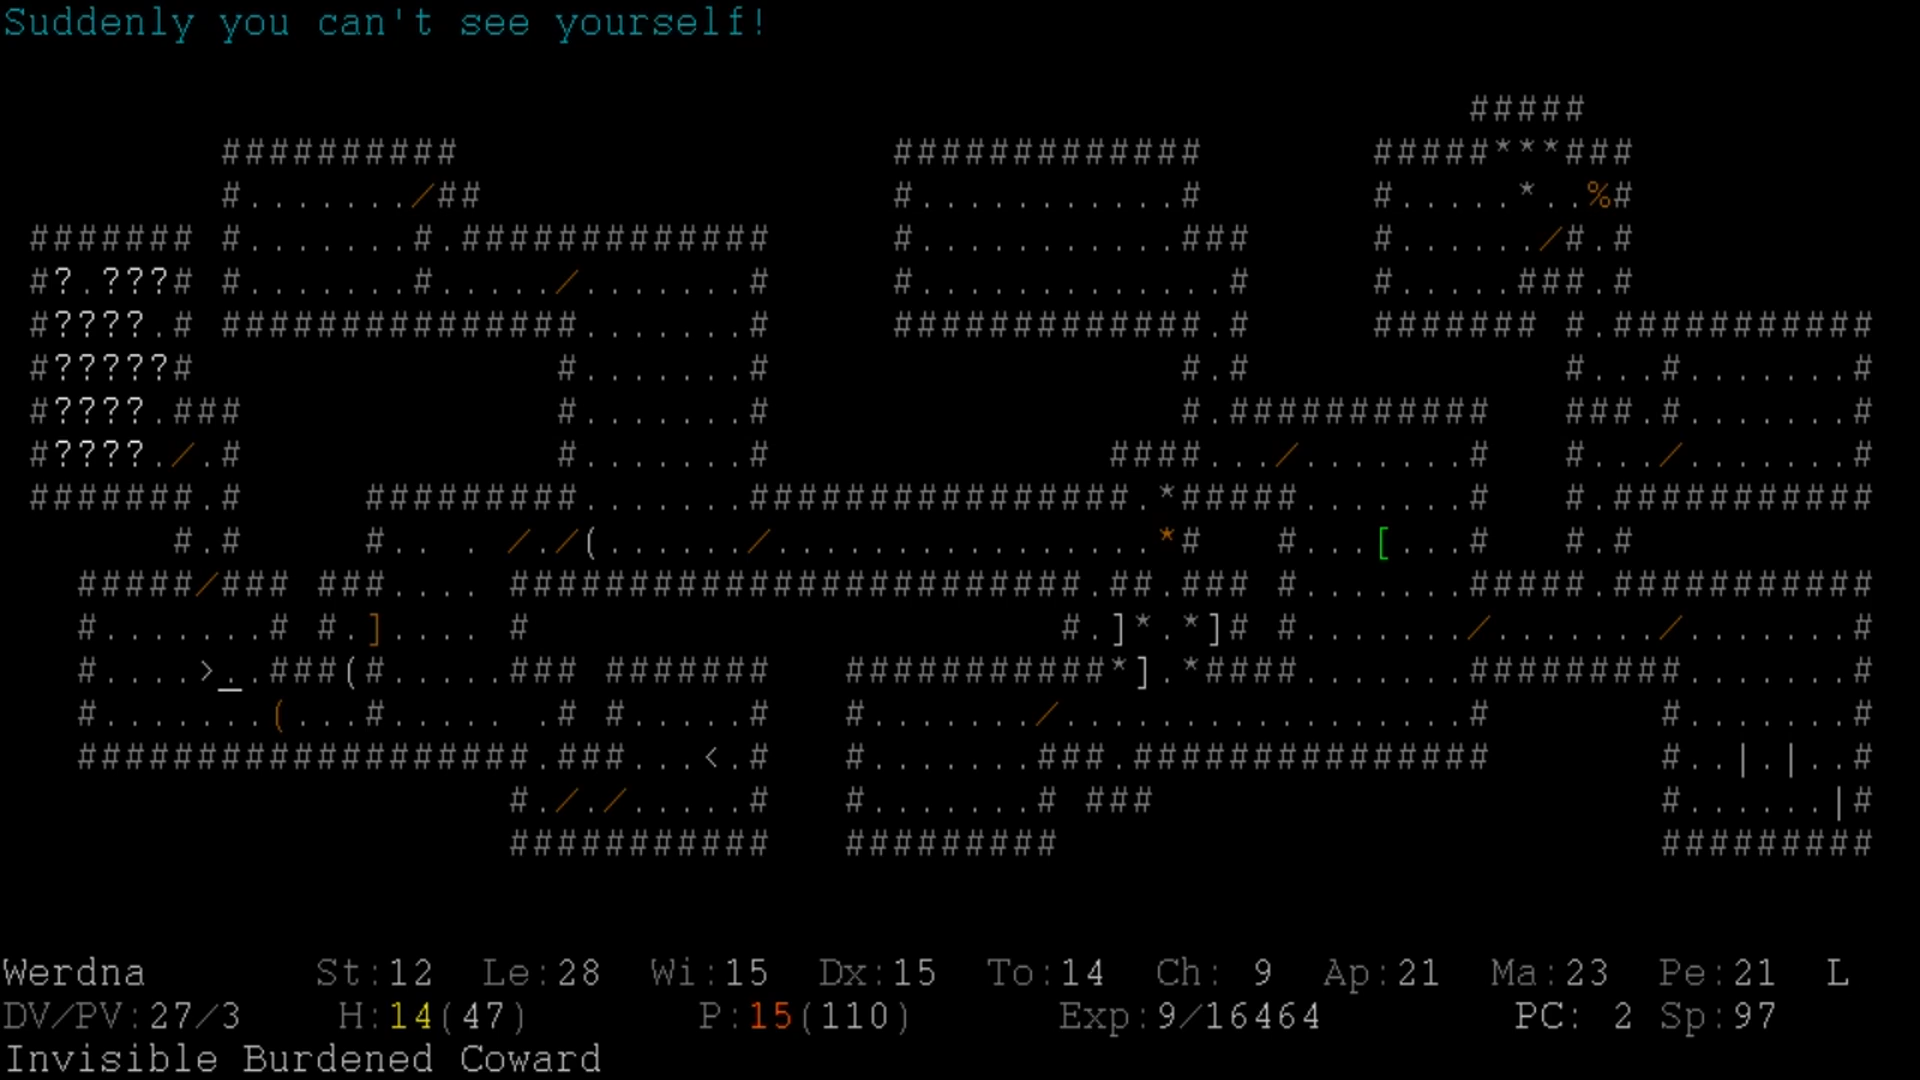 Suddenly you can't see yourself!
Werdna St:12 Le:28 Wi:15 Dx:15 To:14 Ch: 9 Ap:21 Ma:23 Pe:21 L
DV/PV:27/3 H:14(47) P:15(110) Exp:9/16464 PC: 2 Sp:97
Invisible Burdened Coward